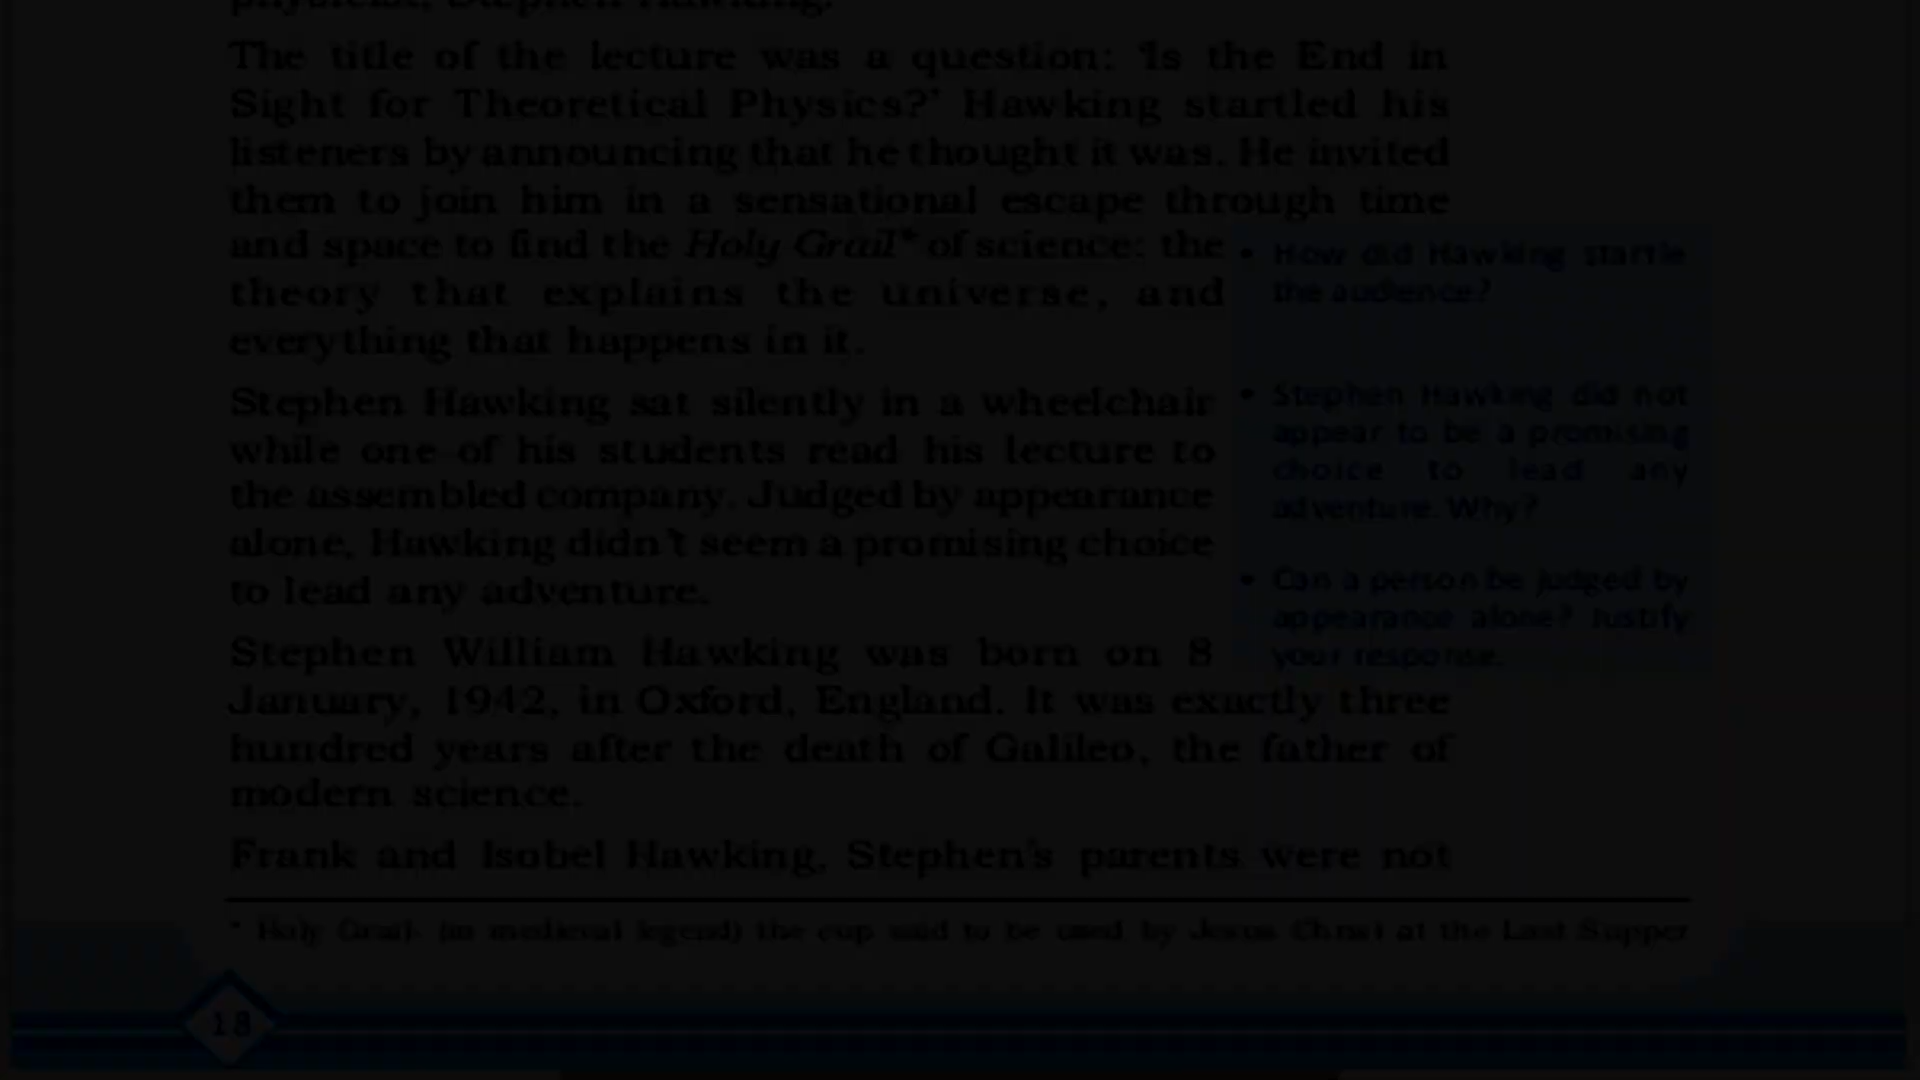 physicist, Stephen Hawking.
The title of the lecture was a question: 'Is the End in
Sight for Theoretical Physics?' Hawking startled his
listeners by announcing that he thought it was. He invited
them to join him in a sensational escape through time
and space to find the Holy Grail* of science: the
theory that explains the universe, and
everything that happens in it.
Stephen Hawking sat silently in a wheelchair
while one of his students read his lecture to
the assembled company. Judged by appearance
alone, Hawking didn't seem a promising choice
to lead any adventure.
Stephen William Hawking was born on 8
January, 1942, in Oxford, England. It was exactly three
hundred years after the death of Galileo, the father of
modern science.
Frank and Isobel Hawking, Stephen's parents were not
• How did Hawking startle
the audience?
• Stephen Hawking did not
appear to be a promising
choice to lead any
adventure. Why?
• Can a person be judged by
appearance alone? Justify
your response.
* Holy Grail- (in medieval legend) the cup said to be used by Jesus Christ at the Last Supper
18